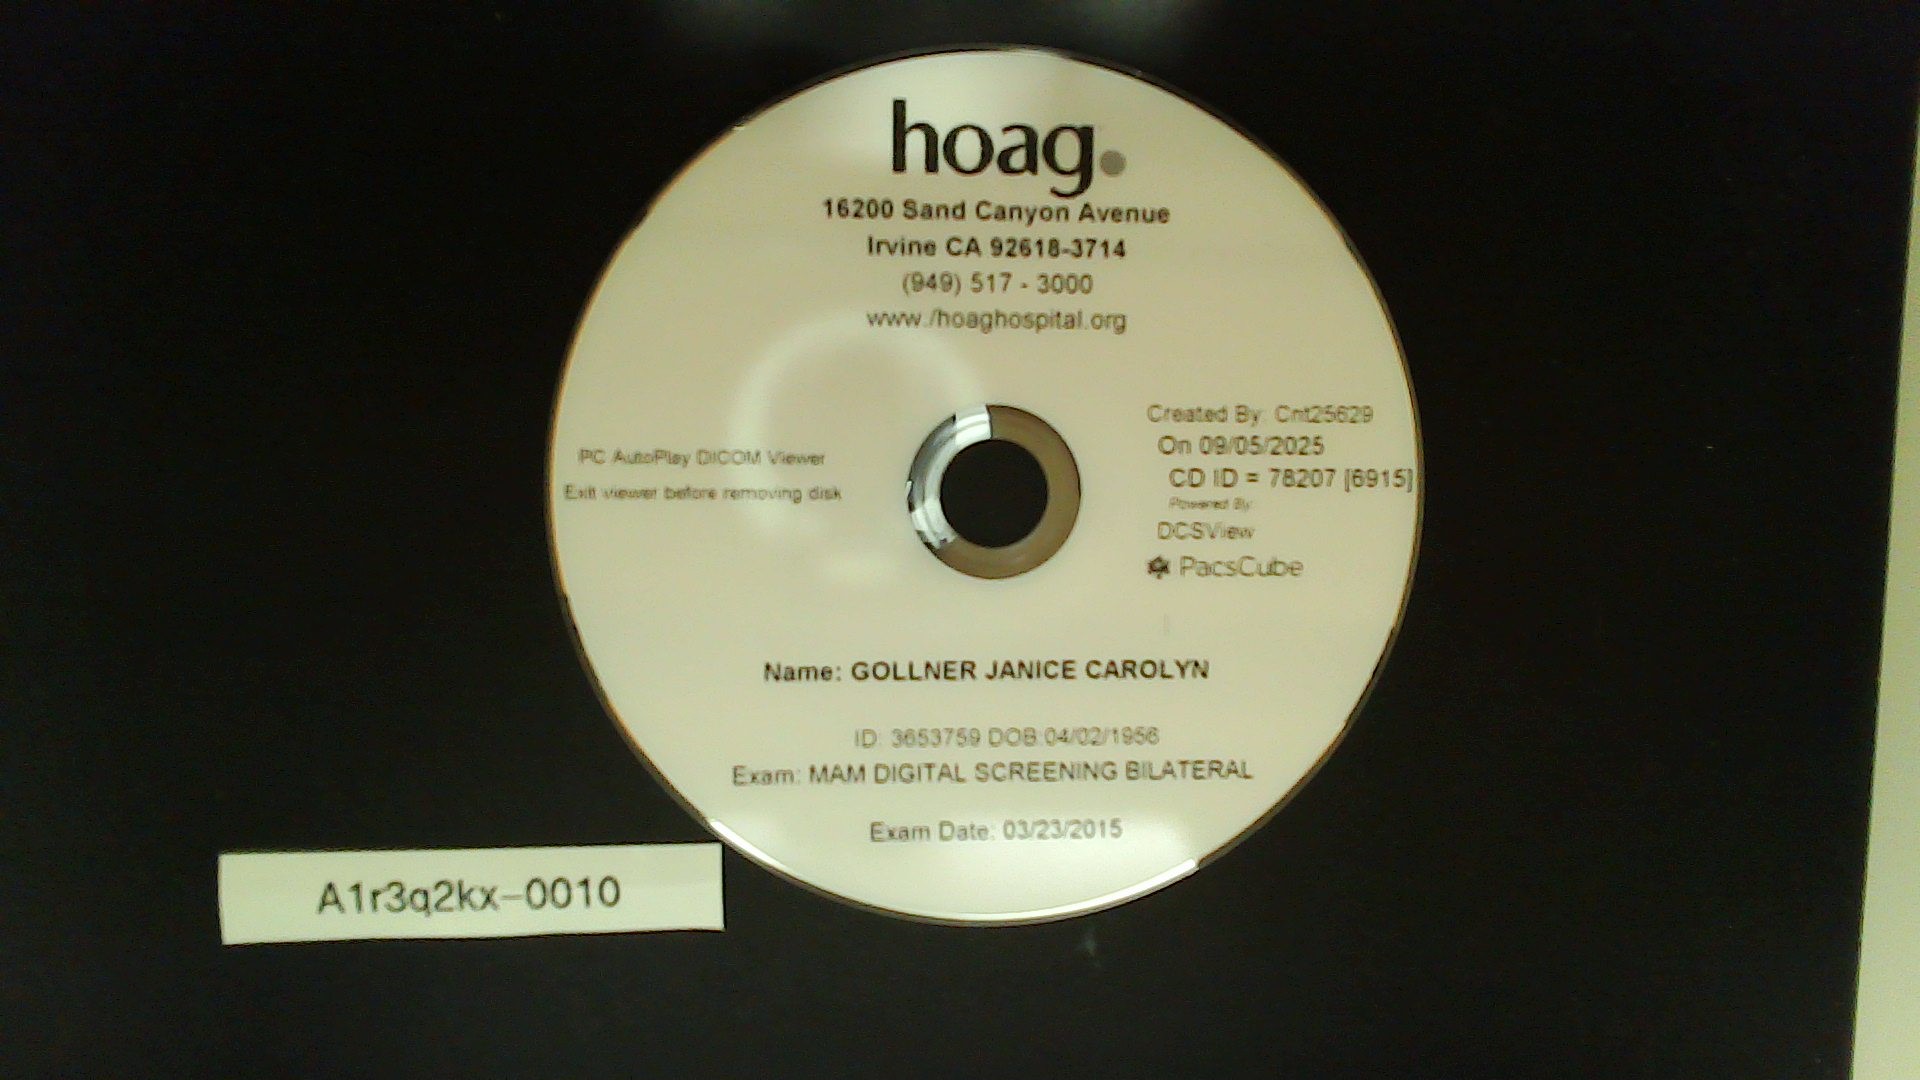 hoag.
16200 Sand Canyon Avenue
Irvine CA 92618-3714
(949) 517 - 3000
www./hoaghospital.org
PC AutoPlay DICOM Viewer
Exit viewer before removing disk
Created By: Cnt25629
On 09/05/2025
CD ID = 78207 [6915]
Powered By:
DCSView
PacsCube
Name: GOLLNER JANICE CAROLYN
ID: 3653759 DOB:04/02/1956
Exam: MAM DIGITAL SCREENING BILATERAL
Exam Date: 03/23/2015
A1r3q2kx-0010